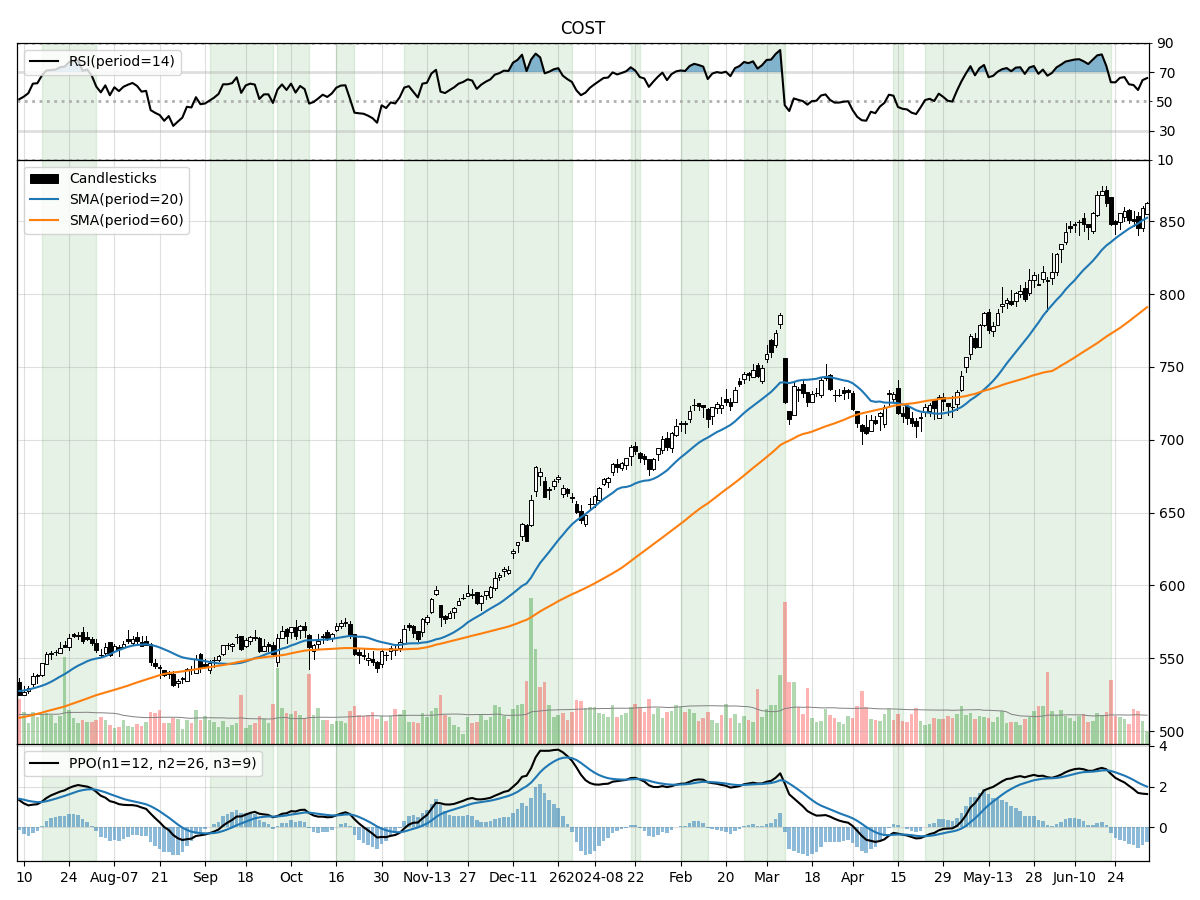 COST
RSI(period=14)
90
70
50
30
10
Candlesticks
SMA(period=20)
SMA(period=60)
850
800
750
700
650
600
550
500
PPO(n1=12, n2=26, n3=9)
4
2
0
10 24 Aug-07 21 Sep 18 Oct 16 30 Nov-13 27 Dec-11 26 2024-08 22 Feb 20 Mar 18 Apr 15 29 May-13 28 Jun-10 24